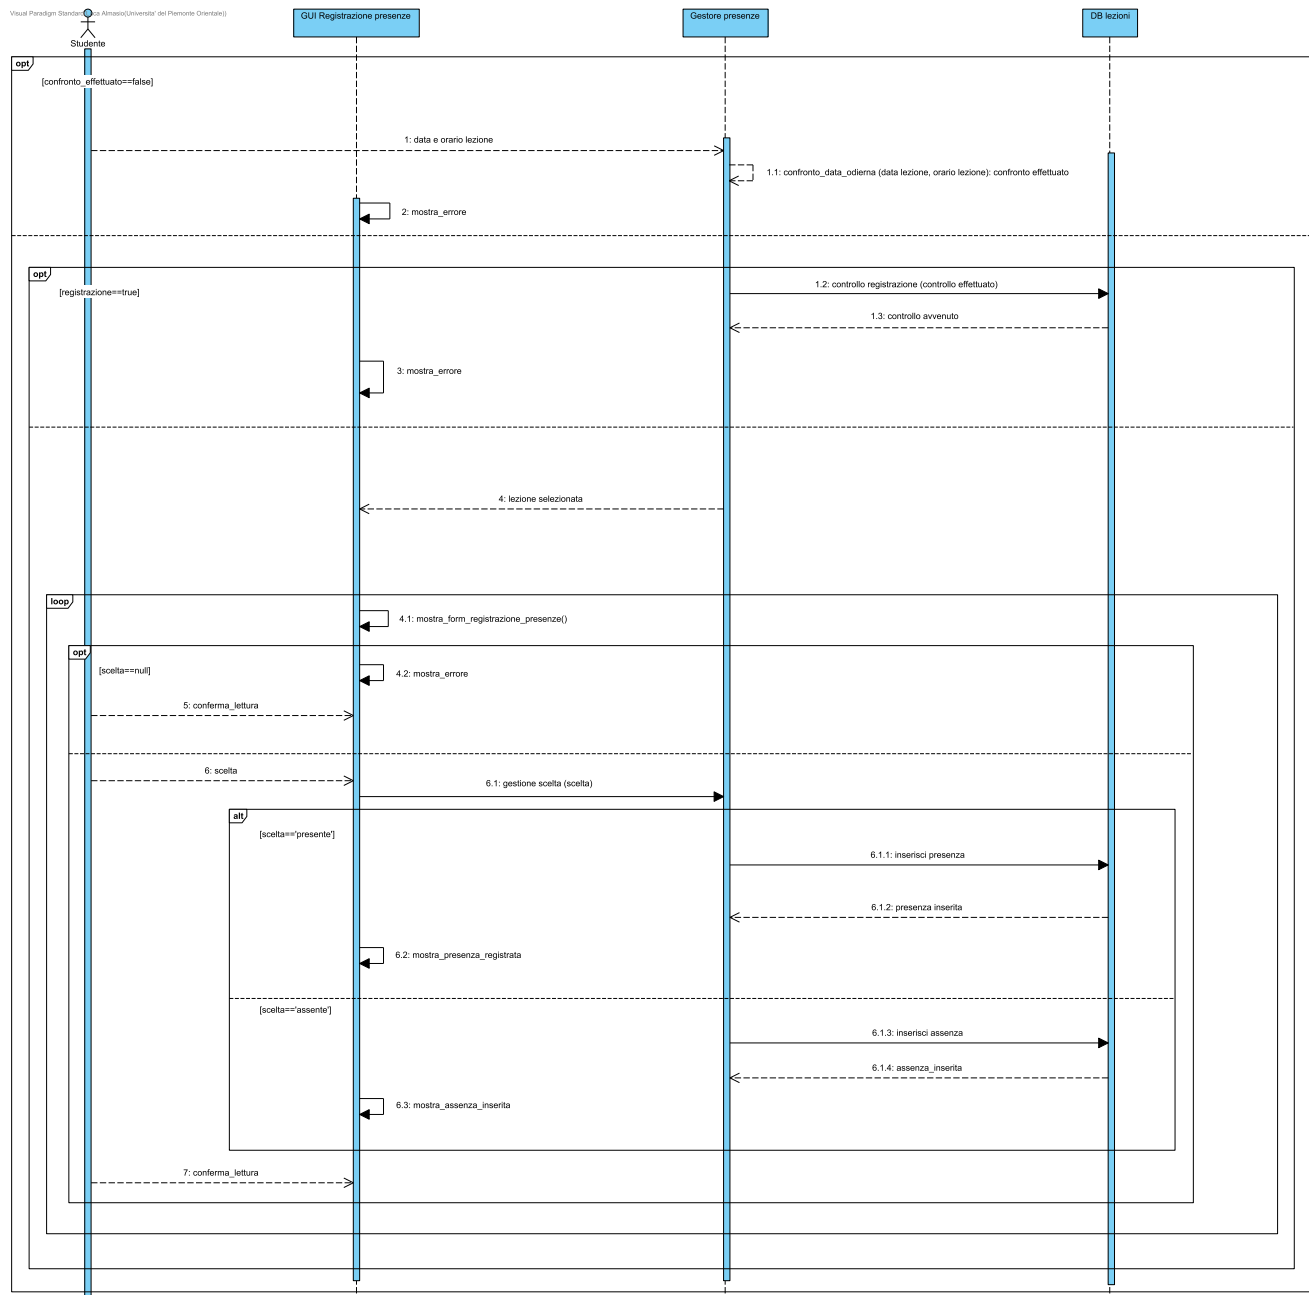 Visual Paradigm Standard ca Almasio(Universita' del Piemonte Orientale))
Studente
GUI Registrazione presenze
Gestore presenze
DB lezioni
opt
[confronto_effettuato==false]
1: data e orario lezione
1.1: confronto_data_odierna (data lezione, orario lezione): confronto effettuato
2: mostra_errore
opt
[registrazione==true]
1.2: controllo registrazione (controllo effettuato)
1.3: controllo avvenuto
3: mostra_errore
4: lezione selezionata
loop
4.1: mostra_form_registrazione_presenze()
opt
[scelta==null]
4.2: mostra_errore
5: conferma_lettura
6: scelta
6.1: gestione scelta (scelta)
alt
[scelta=='presente']
6.1.1: inserisci presenza
6.1.2: presenza inserita
6.2: mostra_presenza_registrata
[scelta=='assente']
6.1.3: inserisci assenza
6.1.4: assenza_inserita
6.3: mostra_assenza_inserita
7: conferma_lettura